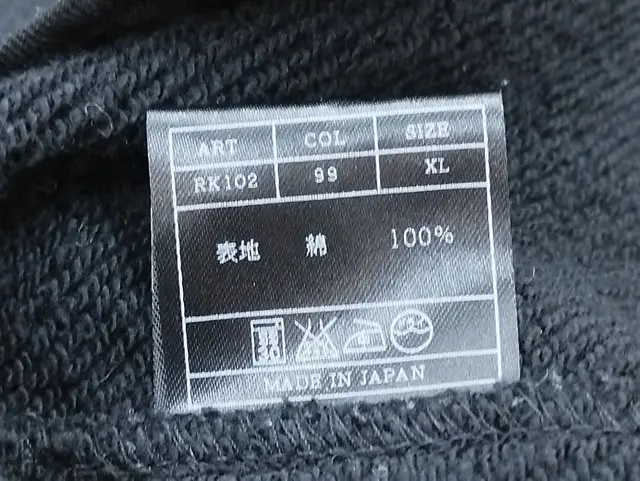 ART COL SIZE
RK102 99 XL
表地 綿 100%
MADE IN JAPAN